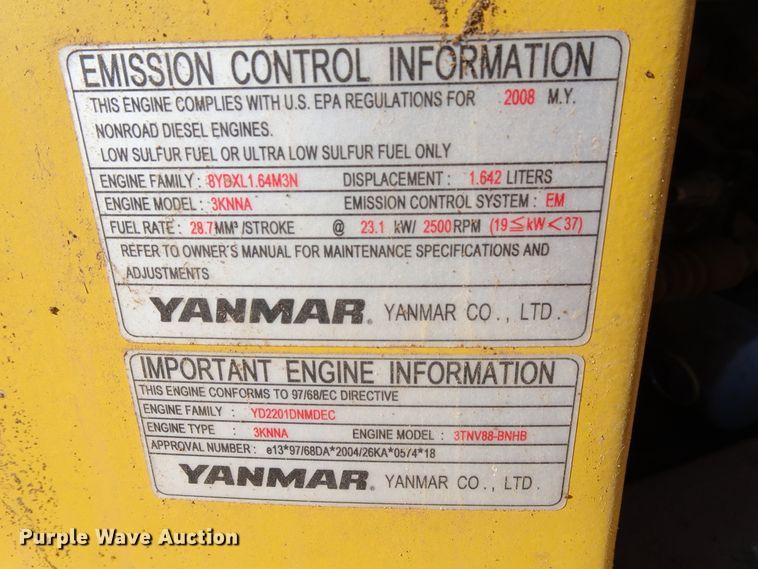 EMISSION CONTROL INFORMATION
THIS ENGINE COMPLIES WITH U.S. EPA REGULATIONS FOR 2008 M.Y.
NONROAD DIESEL ENGINES.
LOW SULFUR FUEL OR ULTRA LOW SULFUR FUEL ONLY
ENGINE FAMILY : 8YDXL1.64M3N DISPLACEMENT : 1.642 LITERS
ENGINE MODEL : 3KNNA EMISSION CONTROL SYSTEM : EM
FUEL RATE : 28.7 MM³ /STROKE @ 23.1 kW/ 2500 RPM (19≦kW<37)
REFER TO OWNER'S MANUAL FOR MAINTENANCE SPECIFICATIONS AND
ADJUSTMENTS
YANMAR® YANMAR CO., LTD.
IMPORTANT ENGINE INFORMATION
THIS ENGINE CONFORMS TO 97/68/EC DIRECTIVE
ENGINE FAMILY : YD2201DNMDEC
ENGINE TYPE : 3KNNA ENGINE MODEL : 3TNV88-BNHB
APPROVAL NUMBER : e13*97/68DA*2004/26KA*0574*18
YANMAR® YANMAR CO., LTD.
Purple Wave Auction